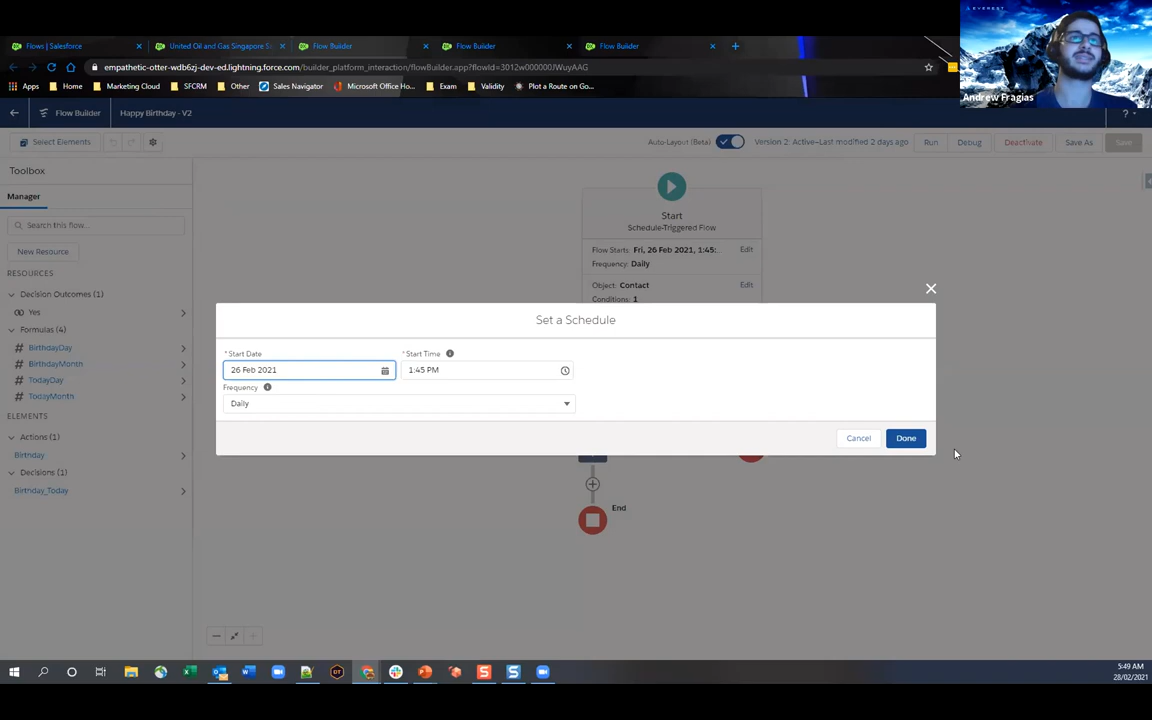 LEVEREST
Andrew Fragias
Flows | Salesforce
United Oil and Gas Singapore Sa
Flow Builder
Flow Builder
Flow Builder
empathetic-otter-wdb6zj-dev-ed.lightning.force.com/builder_platform_interaction/flowBuilder.app?flowId=3012w000000JWuyAAG
Apps
Home
Marketing Cloud
SFCRM
Other
Sales Navigator
Microsoft Office Ho...
Exam
Validity
Plot a Route on Go...
Flow Builder
Happy Birthday - V2
?
Select Elements
Auto-Layout (Beta)
Version 2: Active—Last modified 2 days ago
Run
Debug
Deactivate
Save As
Save
Toolbox
Manager
Search this flow...
New Resource
RESOURCES
Decision Outcomes (1)
Yes
Formulas (4)
BirthdayDay
BirthdayMonth
TodayDay
TodayMonth
ELEMENTS
Actions (1)
Birthday
Decisions (1)
Birthday_Today
Start
Schedule-Triggered Flow
Flow Starts: Fri, 26 Feb 2021, 1:45:...
Edit
Frequency: Daily
Object: Contact
Edit
Conditions: 1
Set a Schedule
*Start Date
*Start Time
26 Feb 2021
1:45 PM
Frequency
Daily
Cancel
Done
End
5:49 AM
28/02/2021